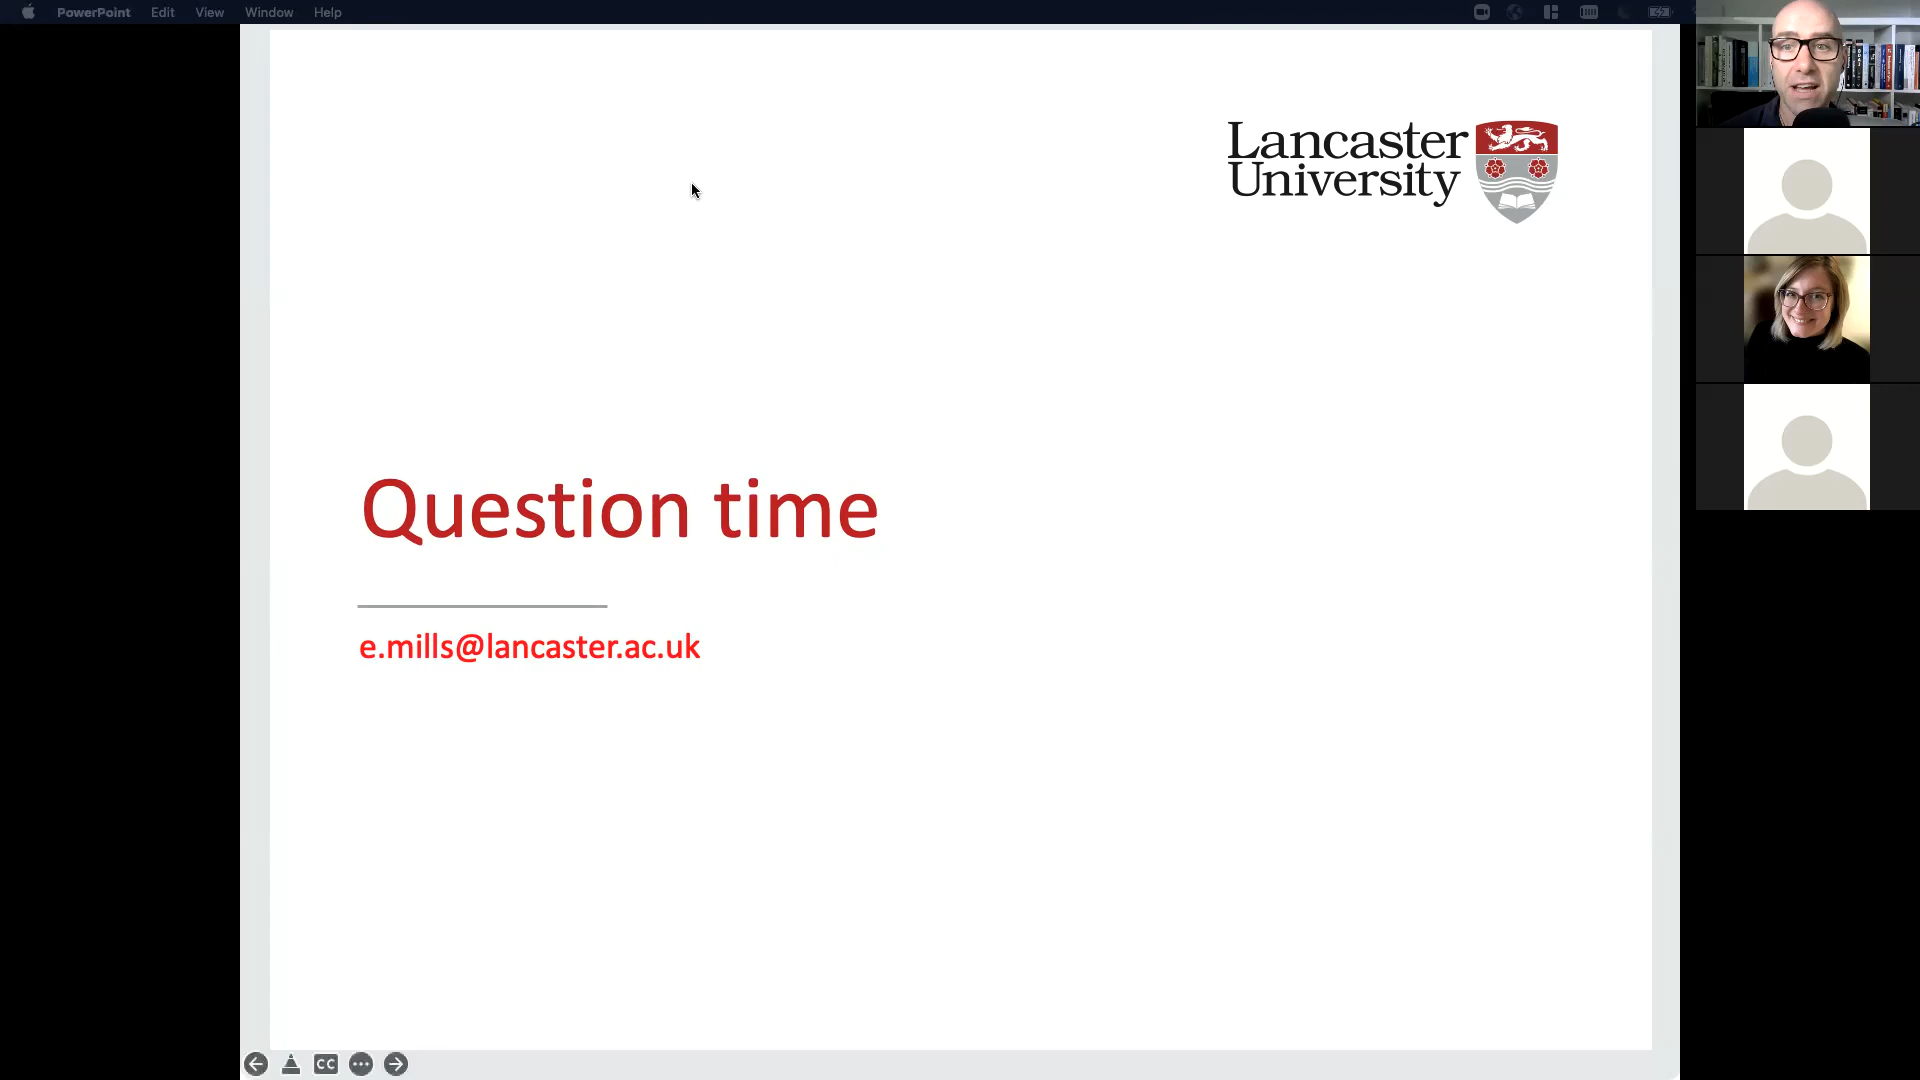 PowerPoint Edit View Window Help
Lancaster
University
Question time
e.mills@lancaster.ac.uk
CC